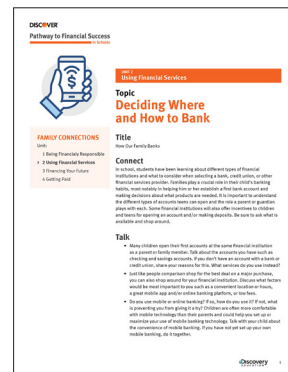 DISCOVER
Pathway to Financial Success
in Schools
UNIT 2
Using Financial Services
Topic
Deciding Where
and How to Bank
FAMILY CONNECTIONS
Units
1 Being Financially Responsible
> 2 Using Financial Services
3 Financing Your Future
4 Getting Paid
Title
How Our Family Banks
Connect
In school, students have been learning about different types of financial
institutions and what to consider when selecting a bank, credit union, or other
financial services provider. Families play a crucial role in their child's banking
habits, most notably in helping him or her establish a first bank account and
making decisions about what products are needed. It is important to understand
the different types of accounts teens can open and the role a parent or guardian
plays with each. Some financial institutions will also offer incentives to children
and teens for opening an account and/or making deposits. Be sure to ask what is
available and shop around.
Talk
• Many children open their first accounts at the same financial institution
as a parent or family member. Talk about the accounts you have such as
checking and savings accounts. If you don't have an account with a bank or
credit union, share your reasons for this. What services do you use instead?
• Just like people comparison shop for the best deal on a major purchase,
you can also shop around for your financial institution. Discuss what factors
would be most important to you such as a convenient location or hours,
a great mobile app and/or online banking platform, or low fees.
• Do you use mobile or online banking? If so, how do you use it? If not, what
is preventing you from giving it a try? Children are often more comfortable
with mobile technology than their parents and could help you set up or
maximize your use of mobile banking technology. Talk with your child about
the convenience of mobile banking. If you have not yet set up your own
mobile banking, do it together.
Discovery
EDUCATION
1